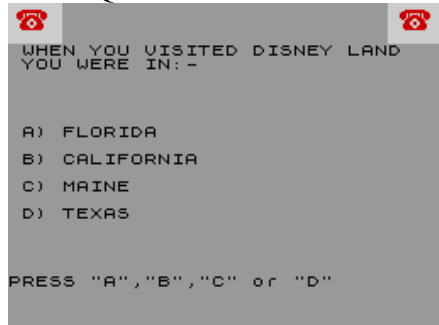 WHEN YOU VISITED DISNEY LAND
YOU WERE IN:-
A) FLORIDA
B) CALIFORNIA
C) MAINE
D) TEXAS
PRESS "A","B","C" or "D"